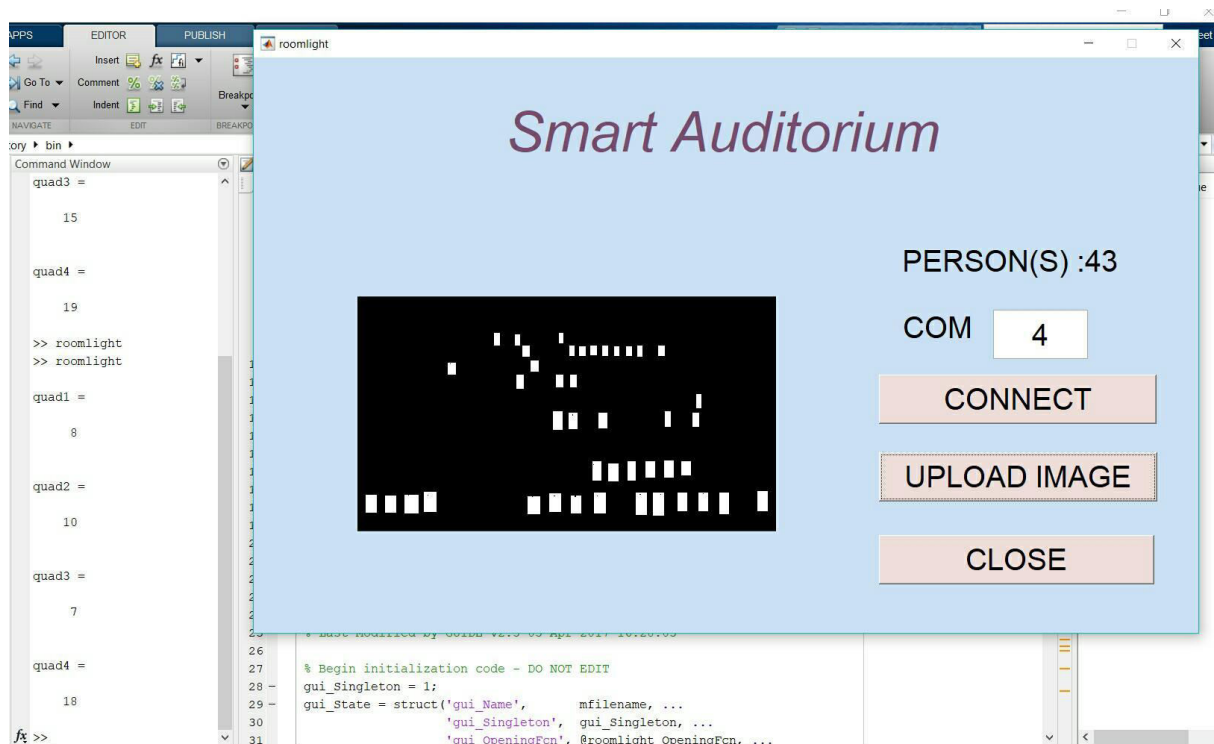 APPS EDITOR PUBLISH
Insert fx
Go To Comment %
Find Indent
NAVIGATE EDIT
bin
Command Window
quad3 =
15
quad4 =
19
>> roomlight
>> roomlight
quad1 =
8
quad2 =
10
quad3 =
7
quad4 =
18
fx >>
roomlight
Smart Auditorium
PERSON(S) :43
COM 4
CONNECT
UPLOAD IMAGE
CLOSE
26
27 % Begin initialization code - DO NOT EDIT
28 - gui_Singleton = 1;
29 - gui_State = struct('gui_Name', mfilename, ...
30 'gui_Singleton', gui_Singleton, ...
31 'gui_OpeningFcn', @roomlight_OpeningFcn, ...